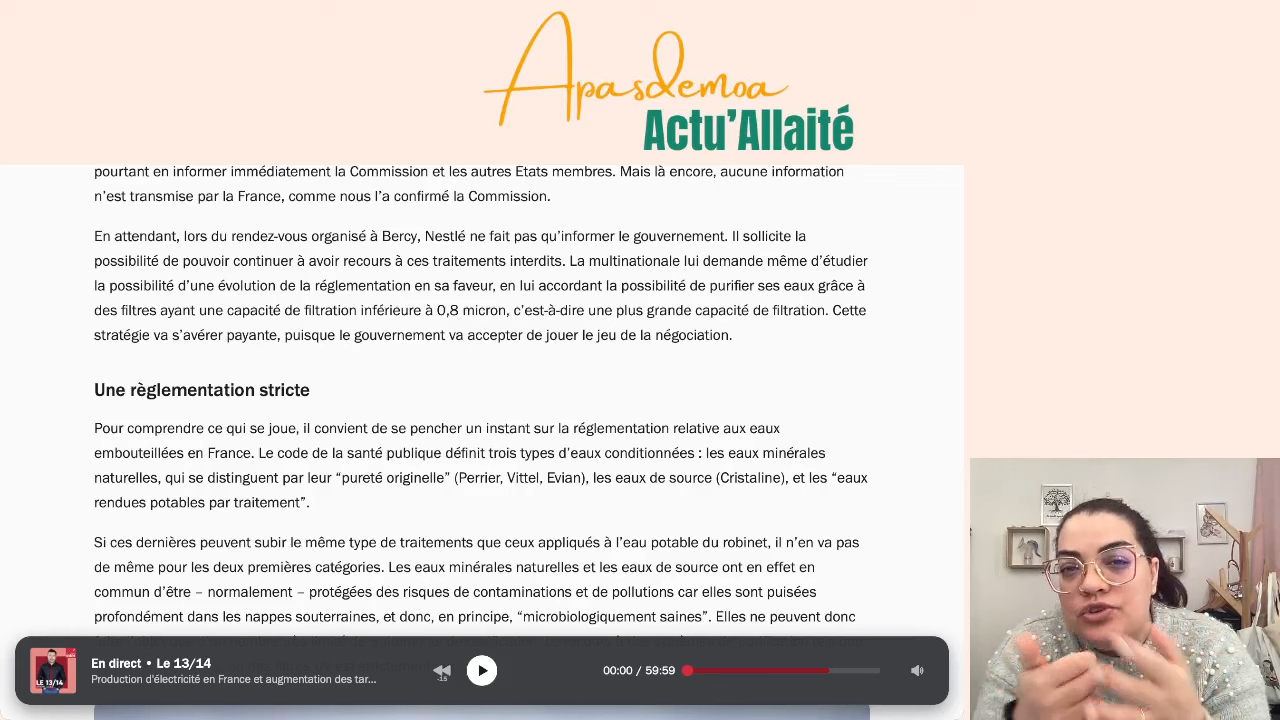 Apasdemoa
Actu’Allaité
pourtant en informer immédiatement la Commission et les autres Etats membres. Mais là encore, aucune information
n’est transmise par la France, comme nous l’a confirmé la Commission.
En attendant, lors du rendez-vous organisé à Bercy, Nestlé ne fait pas qu’informer le gouvernement. Il sollicite la
possibilité de pouvoir continuer à avoir recours à ces traitements interdits. La multinationale lui demande même d’étudier
la possibilité d’une évolution de la réglementation en sa faveur, en lui accordant la possibilité de purifier ses eaux grâce à
des filtres ayant une capacité de filtration inférieure à 0,8 micron, c’est-à-dire une plus grande capacité de filtration. Cette
stratégie va s’avérer payante, puisque le gouvernement va accepter de jouer le jeu de la négociation.
Une règlementation stricte
Pour comprendre ce qui se joue, il convient de se pencher un instant sur la réglementation relative aux eaux
embouteillées en France. Le code de la santé publique définit trois types d’eaux conditionnées : les eaux minérales
naturelles, qui se distinguent par leur “pureté originelle” (Perrier, Vittel, Evian), les eaux de source (Cristaline), et les “eaux
rendues potables par traitement”.
Si ces dernières peuvent subir le même type de traitements que ceux appliqués à l’eau potable du robinet, il n’en va pas
de même pour les deux premières catégories. Les eaux minérales naturelles et les eaux de source ont en effet en
commun d’être – normalement – protégées des risques de contaminations et de pollutions car elles sont puisées
profondément dans les nappes souterraines, et donc, en principe, “microbiologiquement saines”. Elles ne peuvent donc
LE 13/14
En direct • Le 13/14
Production d’électricité en France et augmentation des tar...
-15
00:00 / 59:59